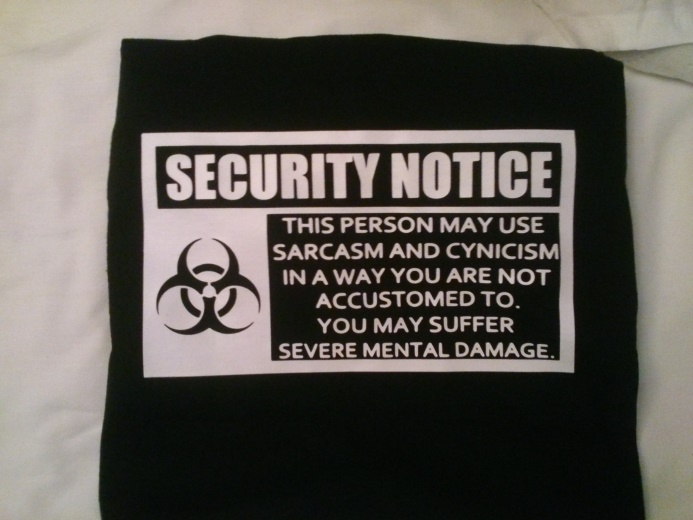 SECURITY NOTICE
THIS PERSON MAY USE
SARCASM AND CYNICISM
IN A WAY YOU ARE NOT
ACCUSTOMED TO.
YOU MAY SUFFER
SEVERE MENTAL DAMAGE.